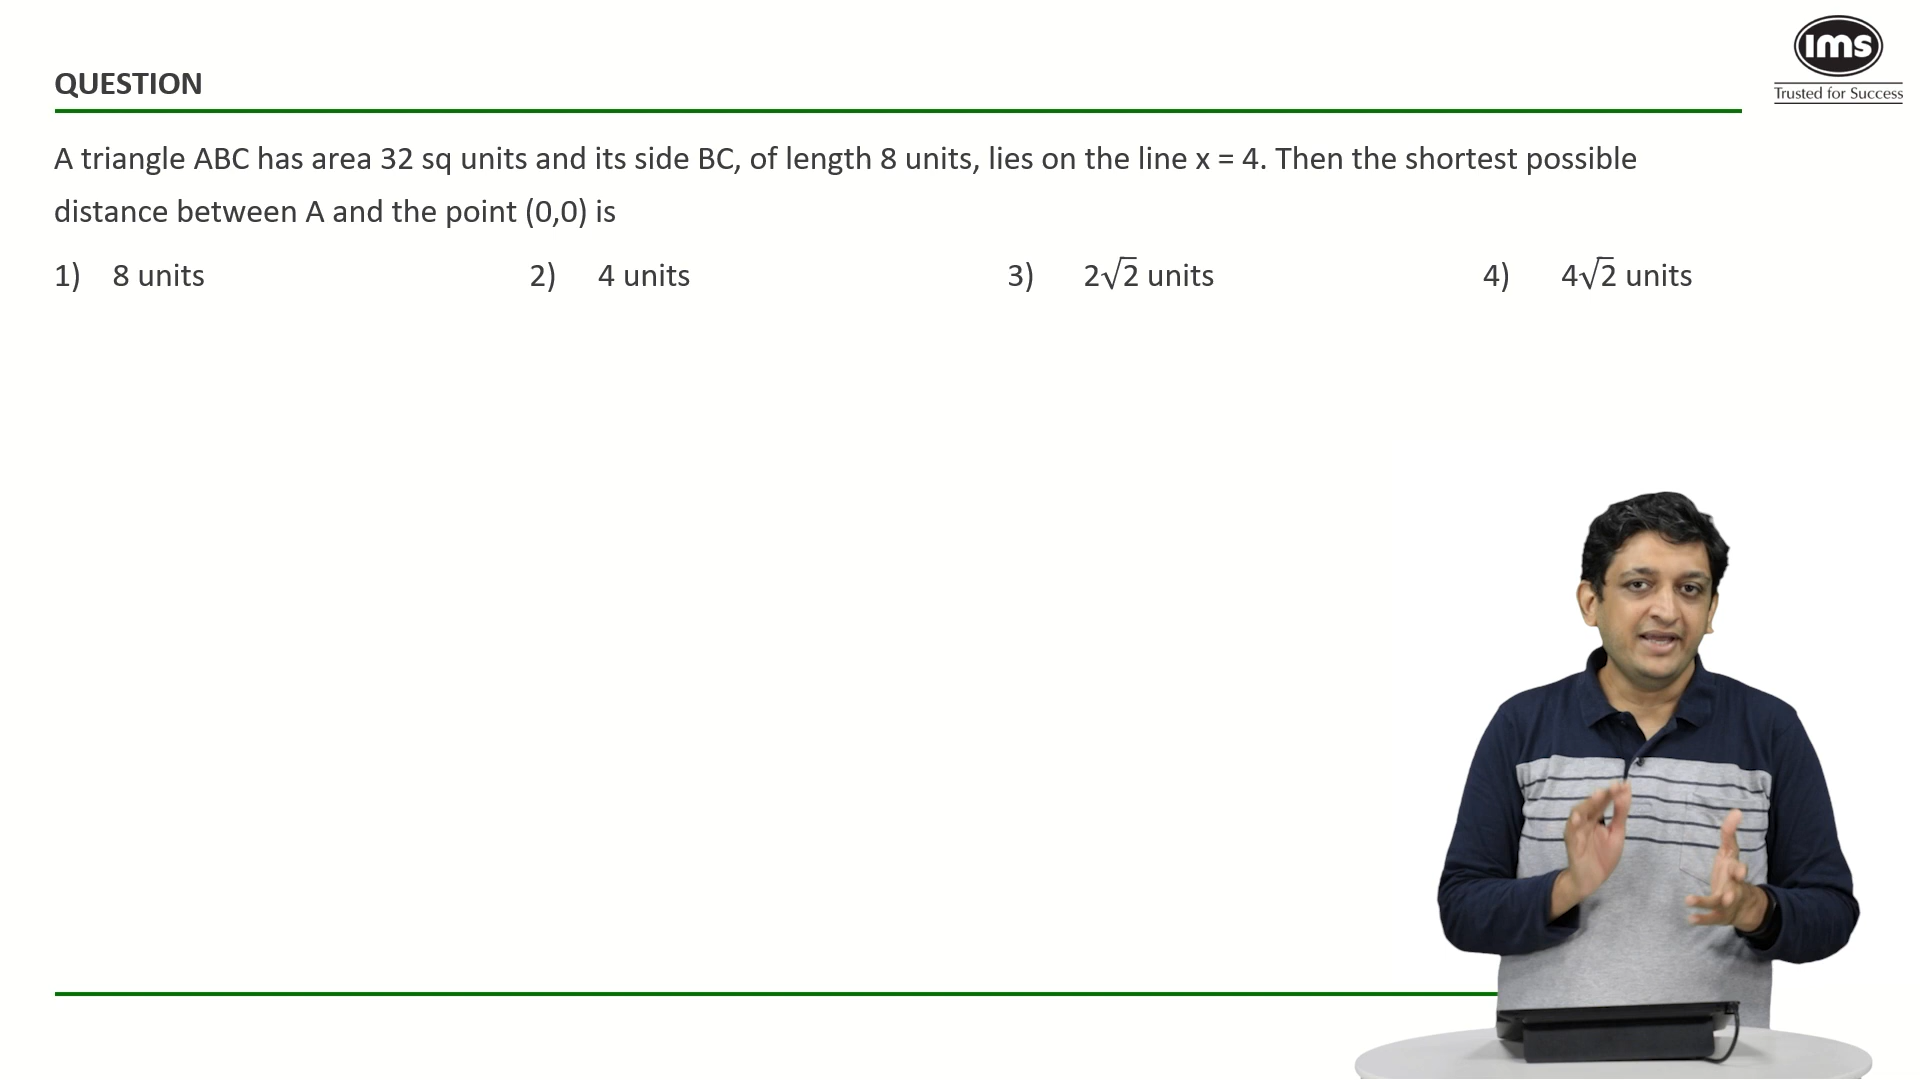 ims
Trusted for Success
QUESTION
A triangle ABC has area 32 sq units and its side BC, of length 8 units, lies on the line x = 4. Then the shortest possible
distance between A and the point (0,0) is
1) 8 units 2) 4 units 3) 2√2 units 4) 4√2 units